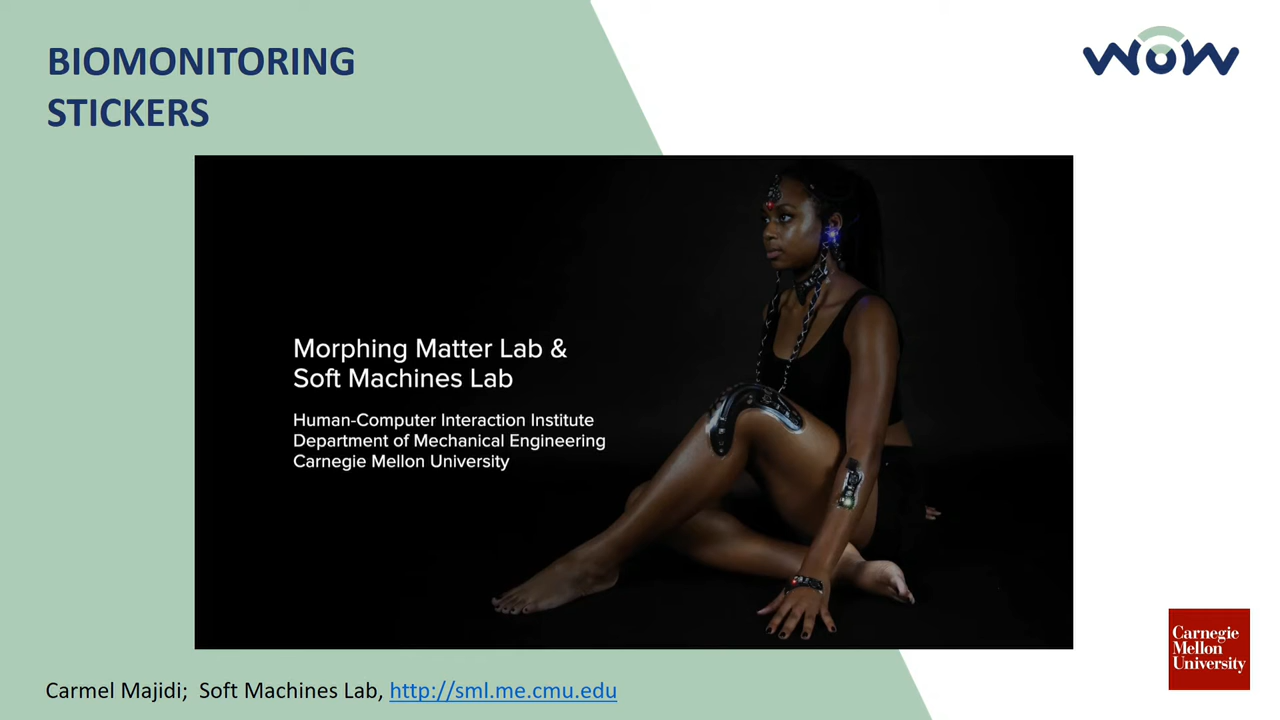 BIOMONITORING
STICKERS
WOW
Morphing Matter Lab &
Soft Machines Lab
Human-Computer Interaction Institute
Department of Mechanical Engineering
Carnegie Mellon University
Carnegie
Mellon
University
Carmel Majidi;  Soft Machines Lab, http://sml.me.cmu.edu